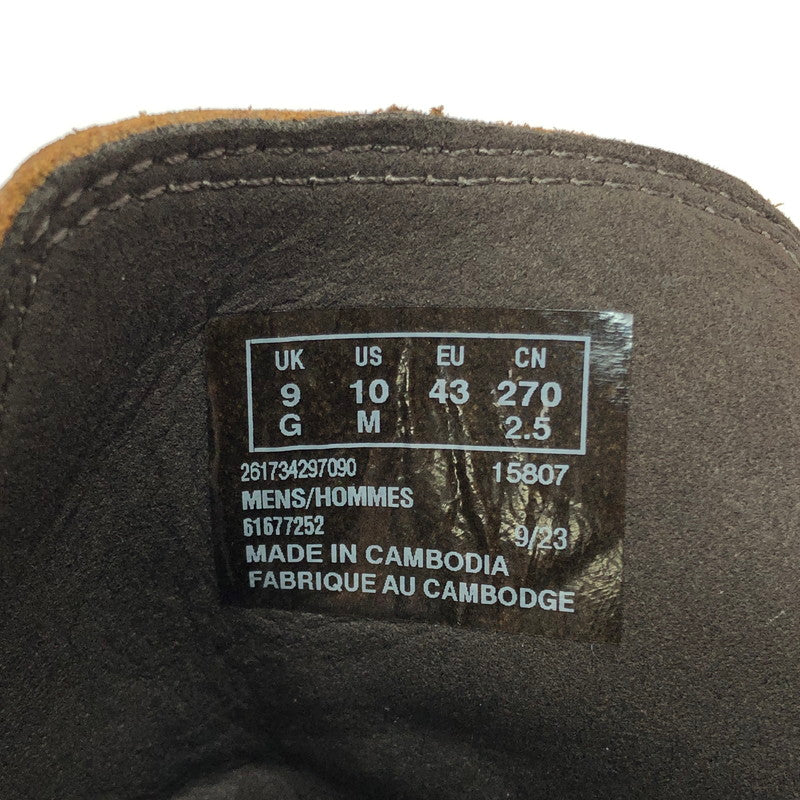 UK US EU CN
9 10 43 270
G M 2.5
261734297090 15807
MENS/HOMMES
61677252 9/23
MADE IN CAMBODIA
FABRIQUE AU CAMBODGE